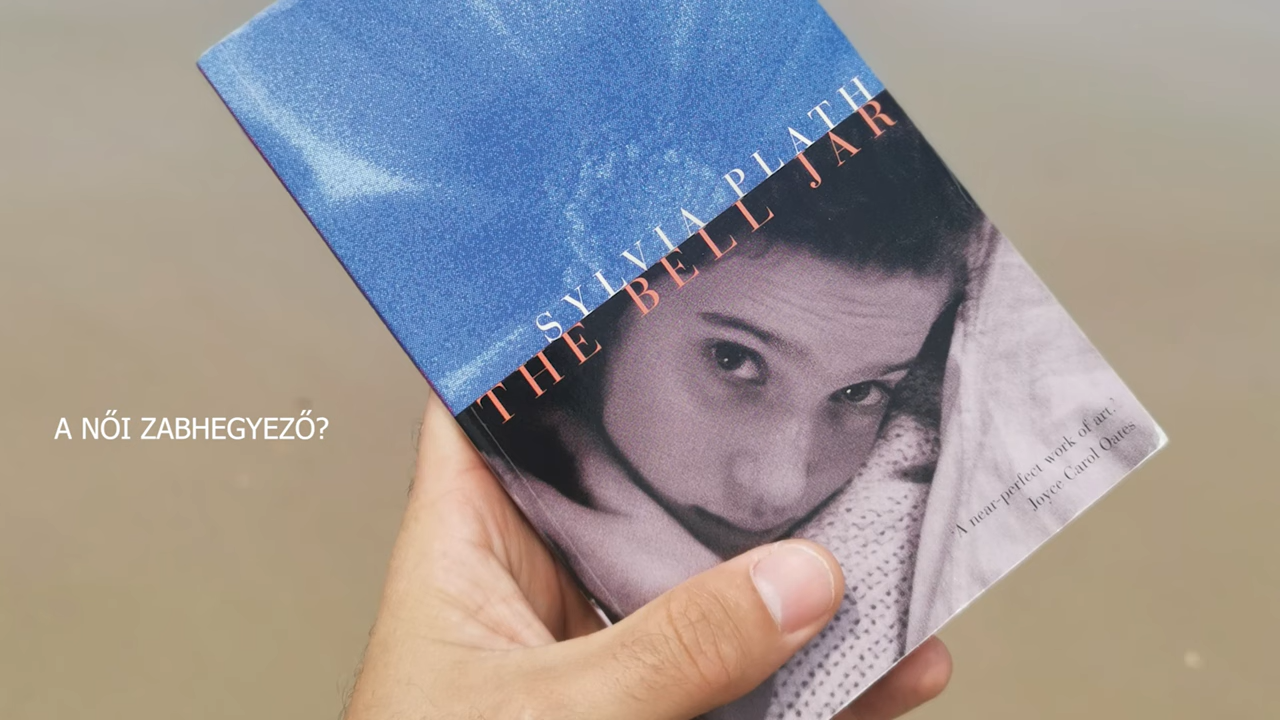 SYLVIA PLATH
THE BELL JAR
'A near-perfect work of art.'
Joyce Carol Oates
A NŐI ZABHEGYEZŐ?